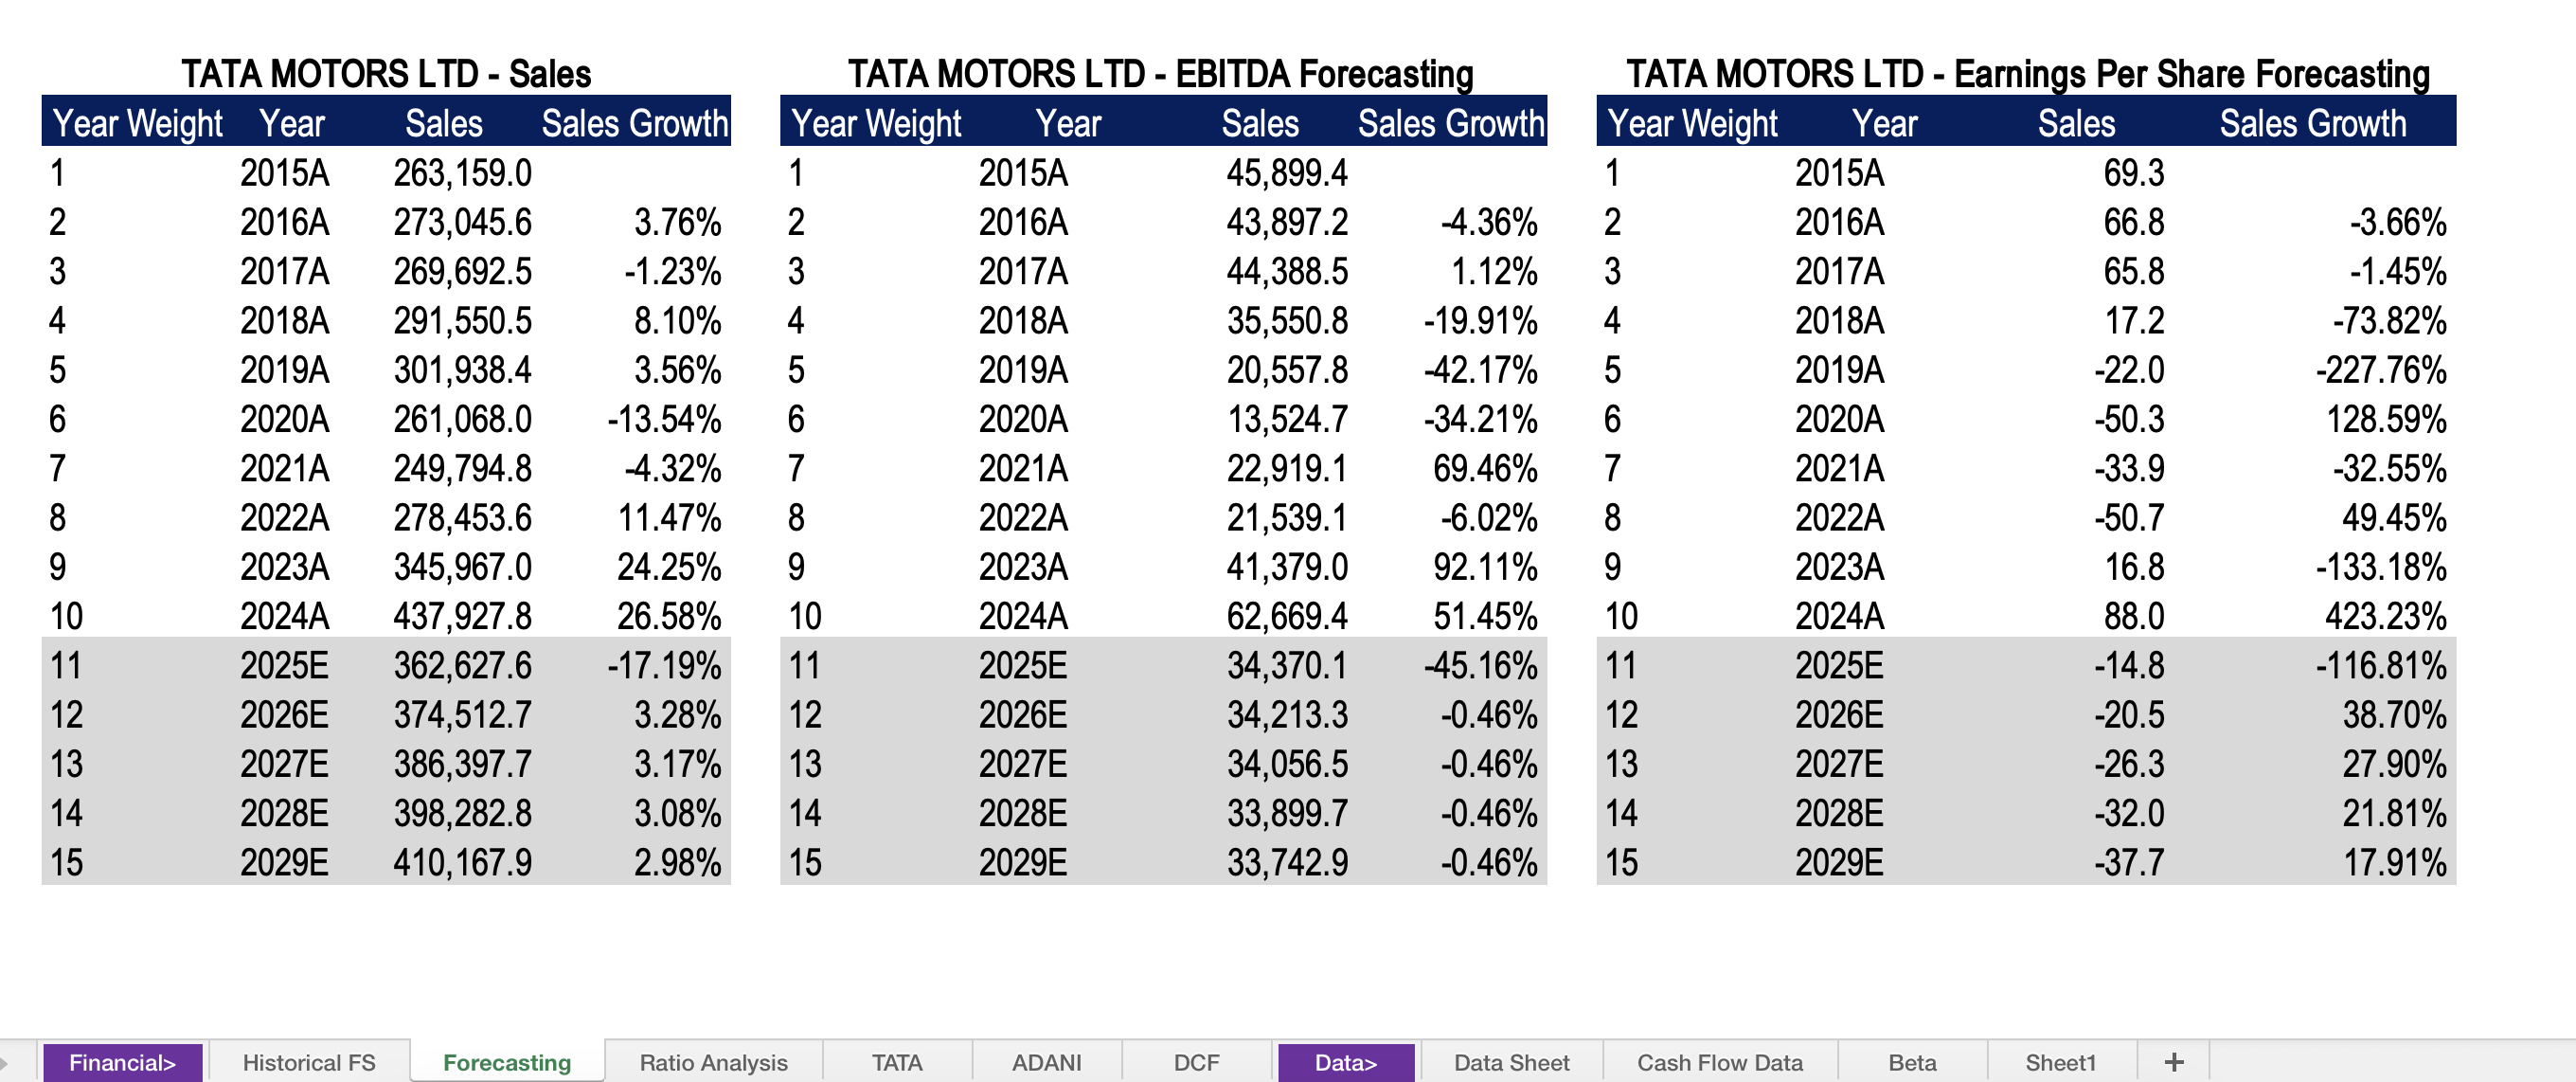 TATA MOTORS LTD - Sales
Year Weight Year Sales Sales Growth
1 2015A 263,159.0
2 2016A 273,045.6 3.76%
3 2017A 269,692.5 -1.23%
4 2018A 291,550.5 8.10%
5 2019A 301,938.4 3.56%
6 2020A 261,068.0 -13.54%
7 2021A 249,794.8 -4.32%
8 2022A 278,453.6 11.47%
9 2023A 345,967.0 24.25%
10 2024A 437,927.8 26.58%
11 2025E 362,627.6 -17.19%
12 2026E 374,512.7 3.28%
13 2027E 386,397.7 3.17%
14 2028E 398,282.8 3.08%
15 2029E 410,167.9 2.98%
TATA MOTORS LTD - EBITDA Forecasting
Year Weight Year Sales Sales Growth
1 2015A 45,899.4
2 2016A 43,897.2 -4.36%
3 2017A 44,388.5 1.12%
4 2018A 35,550.8 -19.91%
5 2019A 20,557.8 -42.17%
6 2020A 13,524.7 -34.21%
7 2021A 22,919.1 69.46%
8 2022A 21,539.1 -6.02%
9 2023A 41,379.0 92.11%
10 2024A 62,669.4 51.45%
11 2025E 34,370.1 -45.16%
12 2026E 34,213.3 -0.46%
13 2027E 34,056.5 -0.46%
14 2028E 33,899.7 -0.46%
15 2029E 33,742.9 -0.46%
TATA MOTORS LTD - Earnings Per Share Forecasting
Year Weight Year Sales Sales Growth
1 2015A 69.3
2 2016A 66.8 -3.66%
3 2017A 65.8 -1.45%
4 2018A 17.2 -73.82%
5 2019A -22.0 -227.76%
6 2020A -50.3 128.59%
7 2021A -33.9 -32.55%
8 2022A -50.7 49.45%
9 2023A 16.8 -133.18%
10 2024A 88.0 423.23%
11 2025E -14.8 -116.81%
12 2026E -20.5 38.70%
13 2027E -26.3 27.90%
14 2028E -32.0 21.81%
15 2029E -37.7 17.91%
Financial> Historical FS Forecasting Ratio Analysis TATA ADANI DCF Data> Data Sheet Cash Flow Data Beta Sheet1 +